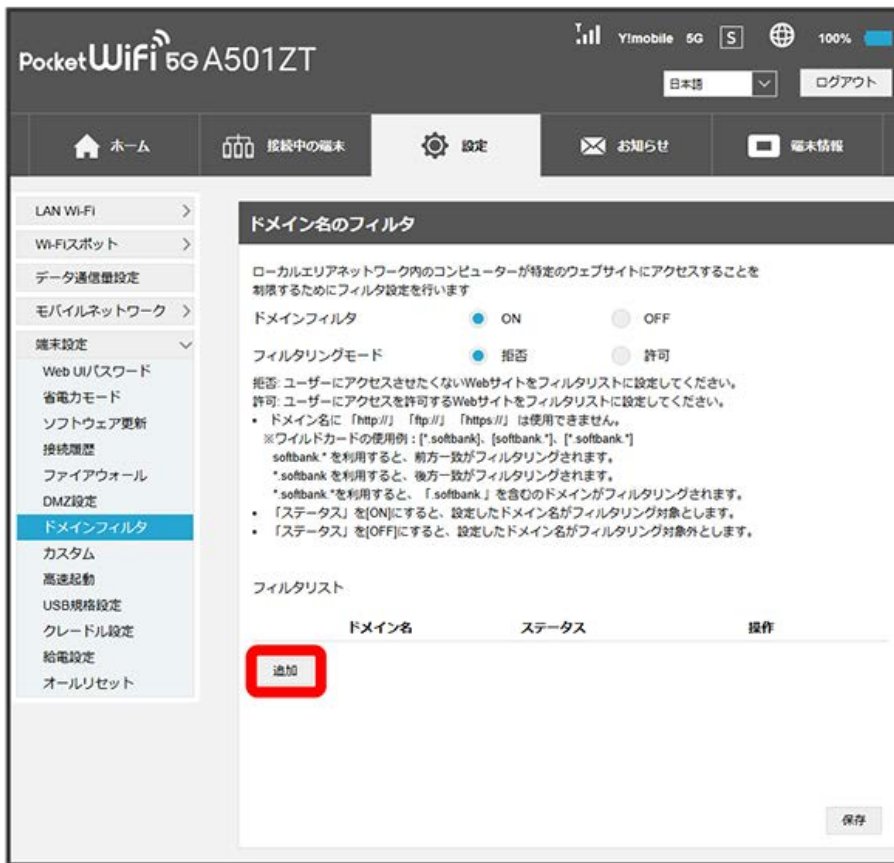 Pocket WiFi 5G A501ZT
Y!mobile 5G S 100%
日本語
ログアウト
ホーム
接続中の端末
設定
お知らせ
端末情報
LAN Wi-Fi
Wi-Fiスポット
データ通信量設定
モバイルネットワーク
端末設定
Web UIパスワード
省電力モード
ソフトウェア更新
接続履歴
ファイアウォール
DMZ設定
ドメインフィルタ
カスタム
高速起動
USB規格設定
クレードル設定
給電設定
オールリセット
ドメイン名のフィルタ
ローカルエリアネットワーク内のコンピューターが特定のウェブサイトにアクセスすることを
制限するためにフィルタ設定を行います
ドメインフィルタ ON OFF
フィルタリングモード 拒否 許可
拒否: ユーザーにアクセスさせたくないWebサイトをフィルタリストに設定してください。
許可: ユーザーにアクセスを許可するWebサイトをフィルタリストに設定してください。
• ドメイン名に 「http://」 「ftp://」 「https://」 は使用できません。
※ワイルドカードの使用例 : [*.softbank]、[softbank.*]、[*.softbank.*]
softbank.* を利用すると、前方一致がフィルタリングされます。
*.softbank を利用すると、後方一致がフィルタリングされます。
*.softbank.*を利用すると、「.softbank.」を含むのドメインがフィルタリングされます。
• 「ステータス」を[ON]にすると、設定したドメイン名がフィルタリング対象とします。
• 「ステータス」を[OFF]にすると、設定したドメイン名がフィルタリング対象外とします。
フィルタリスト
ドメイン名 ステータス 操作
追加
保存